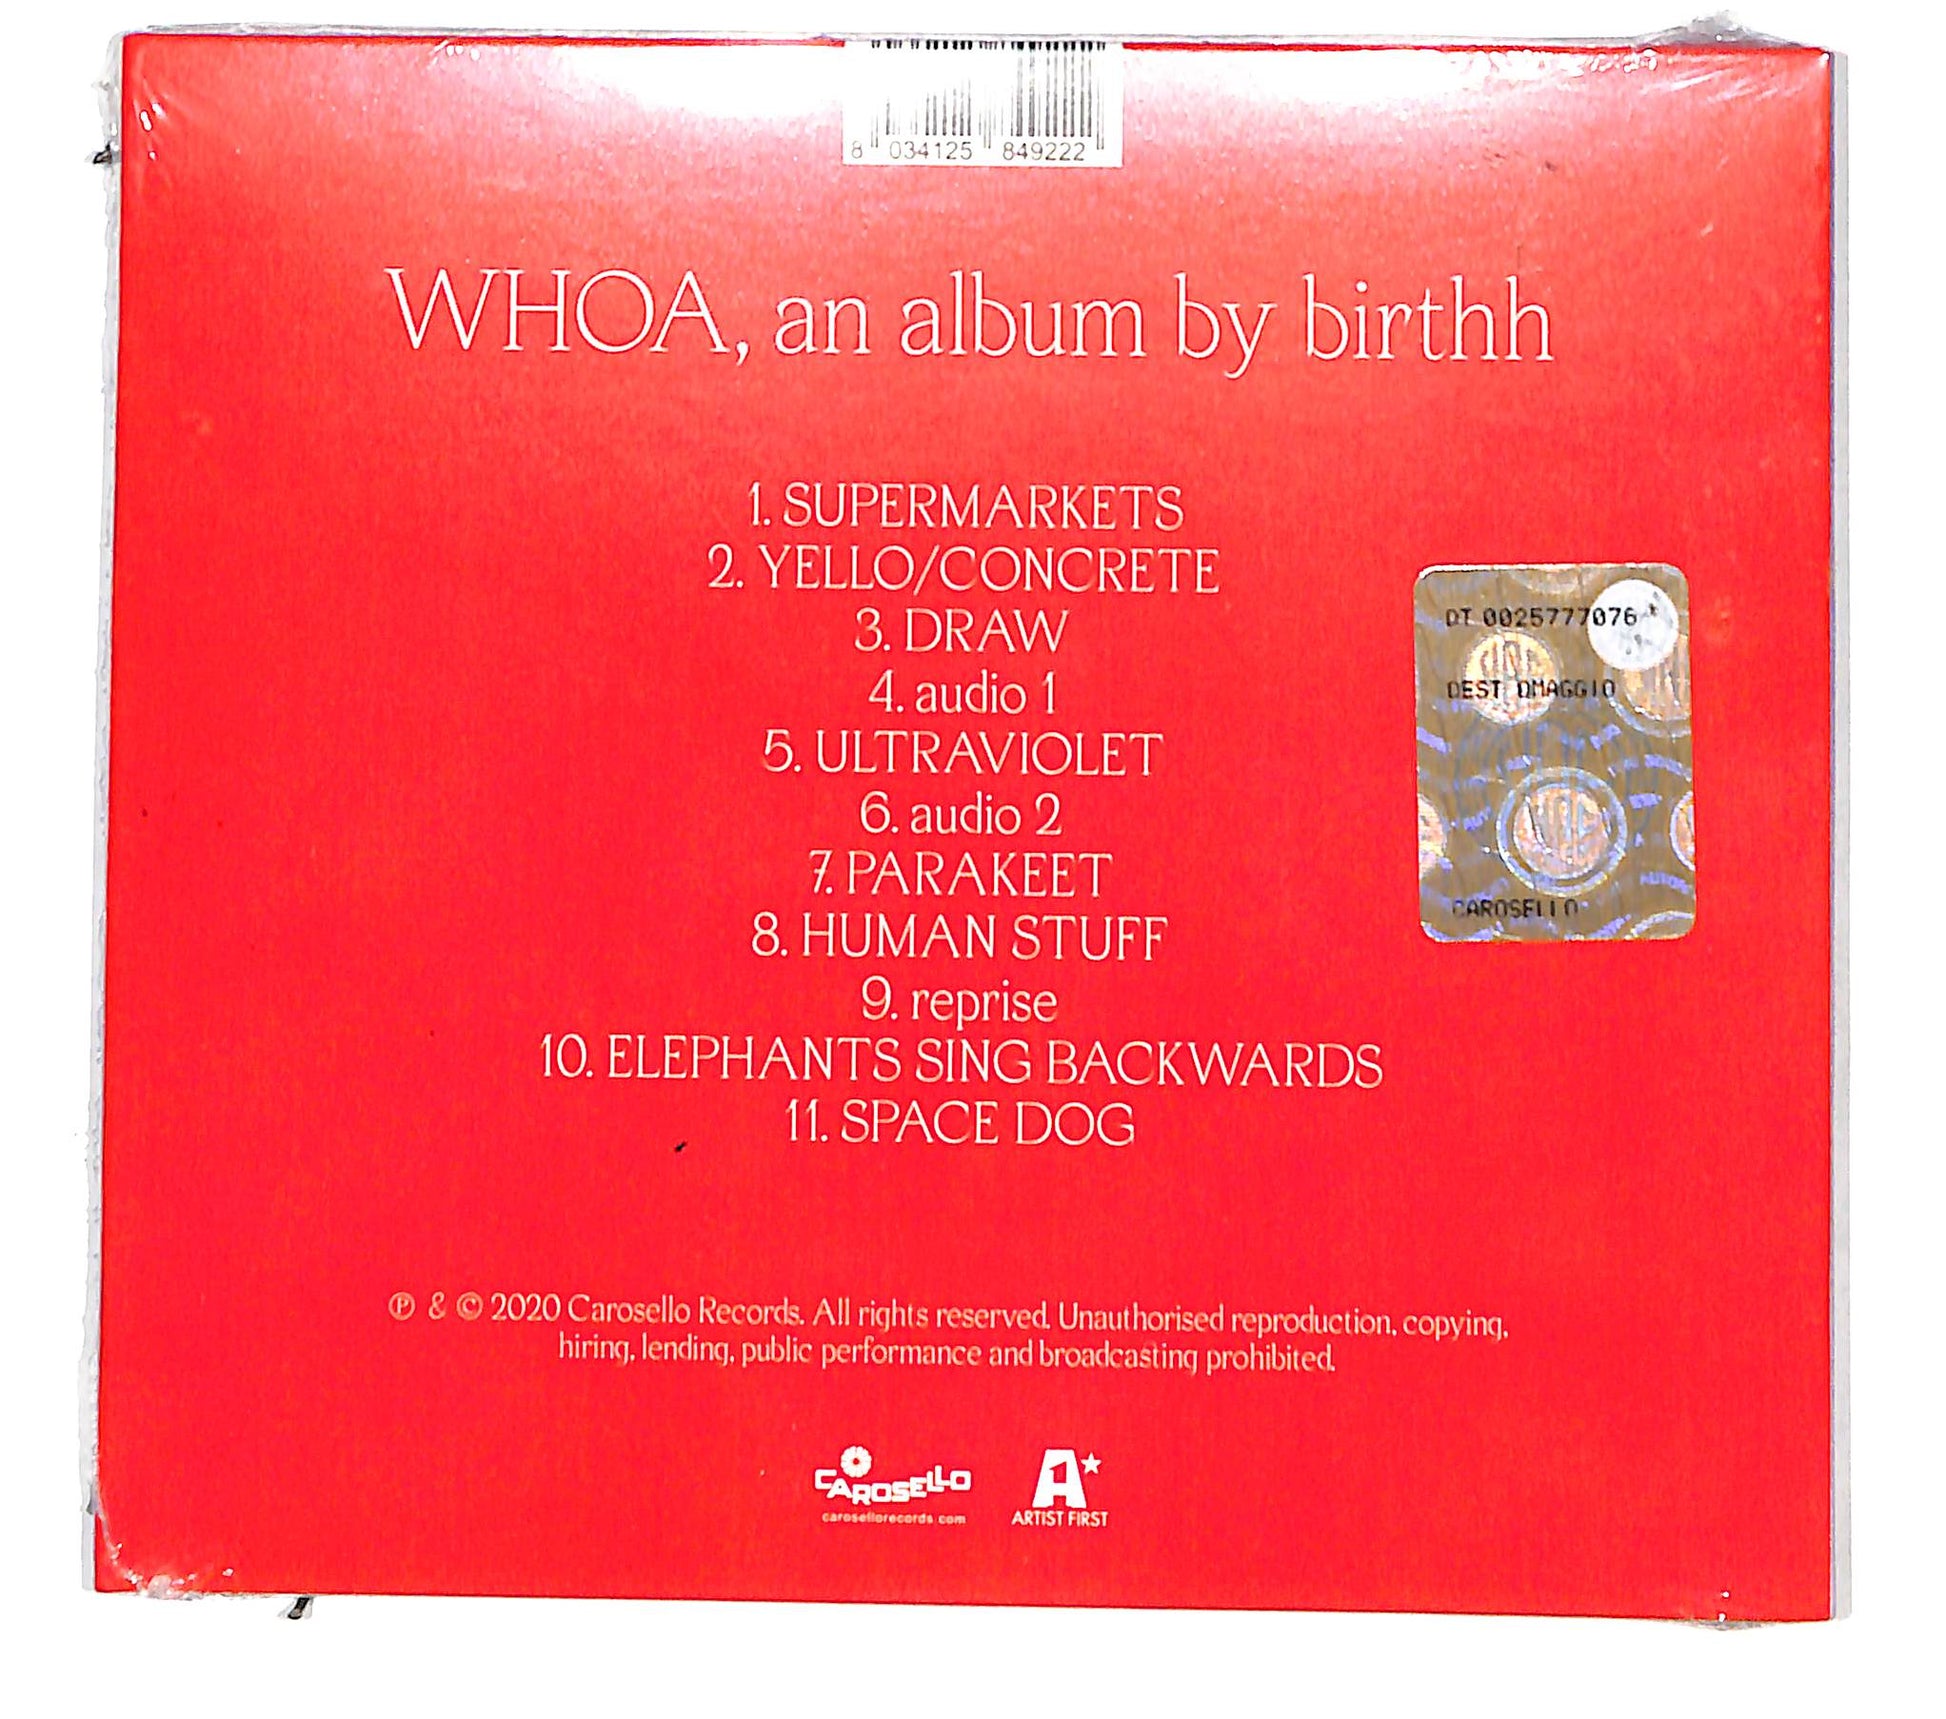 8 034125 849222
WHOA, an album by birthh
1. SUPERMARKETS
2. YELLO/CONCRETE
3. DRAW
4. audio 1
5. ULTRAVIOLET
6. audio 2
7. PARAKEET
8. HUMAN STUFF
9. reprise
10. ELEPHANTS SING BACKWARDS
11. SPACE DOG
DT 0025777076 *
DEST OMAGGIO
CAROSELLO
℗ & © 2020 Carosello Records. All rights reserved. Unauthorised reproduction, copying,
hiring, lending, public performance and broadcasting prohibited.
CAROSELLO
carosellorecords.com
A
ARTIST FIRST